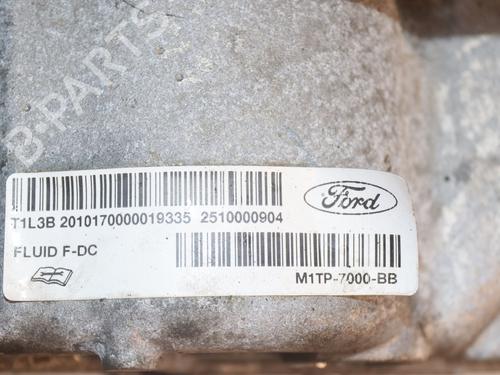 B-PARTS
Ford
T1L3B 2010170000019335 2510000904
FLUID F-DC
M1TP-7000-BB